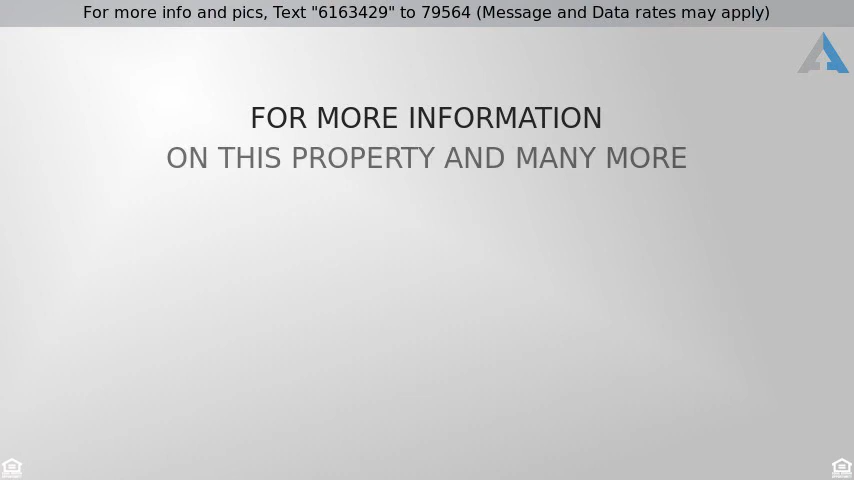 For more info and pics, Text "6163429" to 79564 (Message and Data rates may apply)
FOR MORE INFORMATION
ON THIS PROPERTY AND MANY MORE